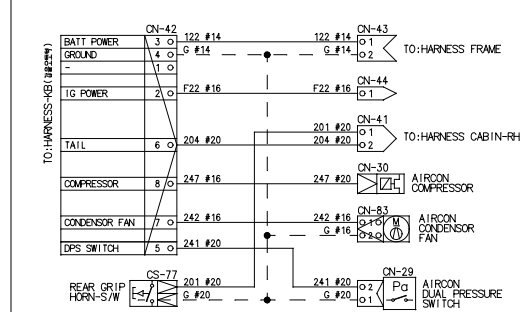 CN-42
BATT POWER 3 122 #14 122 #14 CN-43 1
GROUND 4 G #14 G #14 2 TO:HARNESS FRAME
- 1
IG POWER 2 F22 #16 F22 #16 CN-44 1
201 #20 CN-41 1 TO:HARNESS CABIN-RH
TAIL 6 204 #20 204 #20 2
COMPRESSOR 8 247 #16 247 #20 CN-30 AIRCON
COMPRESSOR
CONDENSOR FAN 7 242 #16 242 #16 CN-83 1 M AIRCON
G #16 2 CONDENSOR
FAN
DPS SWITCH 5 241 #20
TO:HARNESS-KB
CS-77
REAR GRIP 201 #20
HORN-S/W G #20
CN-29
241 #20 2 Pa AIRCON
G #20 1 DUAL PRESSURE
SWITCH